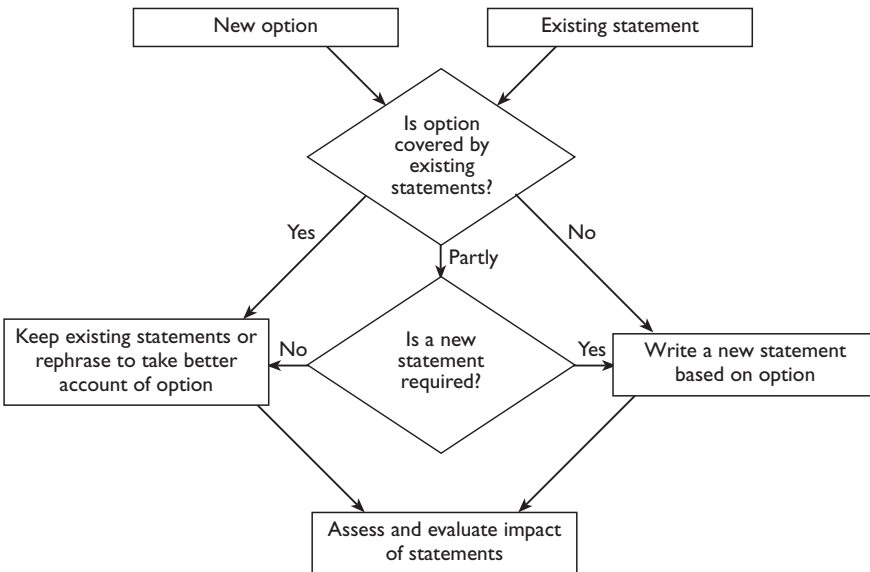 New option
Existing statement
Is option
covered by
existing
statements?
Yes
No
Partly
Keep existing statements or
rephrase to take better
account of option
No
Is a new
statement
required?
Yes
Write a new statement
based on option
Assess and evaluate impact
of statements